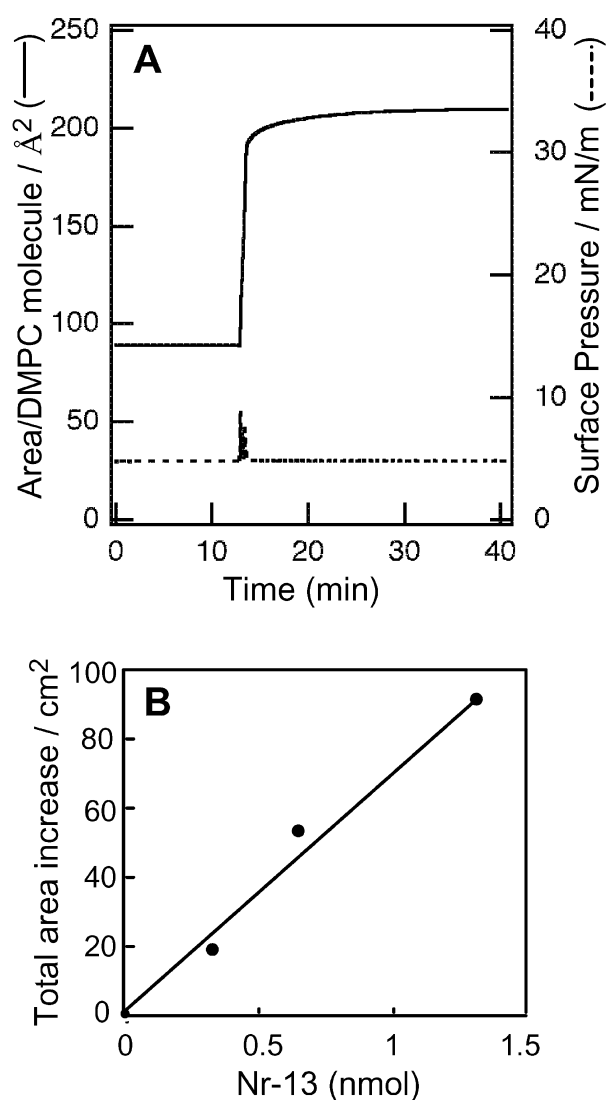 A
Area/DMPC molecule / Å² (—)
250
200
150
100
50
0
Surface Pressure / mN/m (----)
40
30
20
10
0
0 10 20 30 40
Time (min)
B
Total area increase / cm²
100
80
60
40
20
0
0 0.5 1 1.5
Nr-13 (nmol)